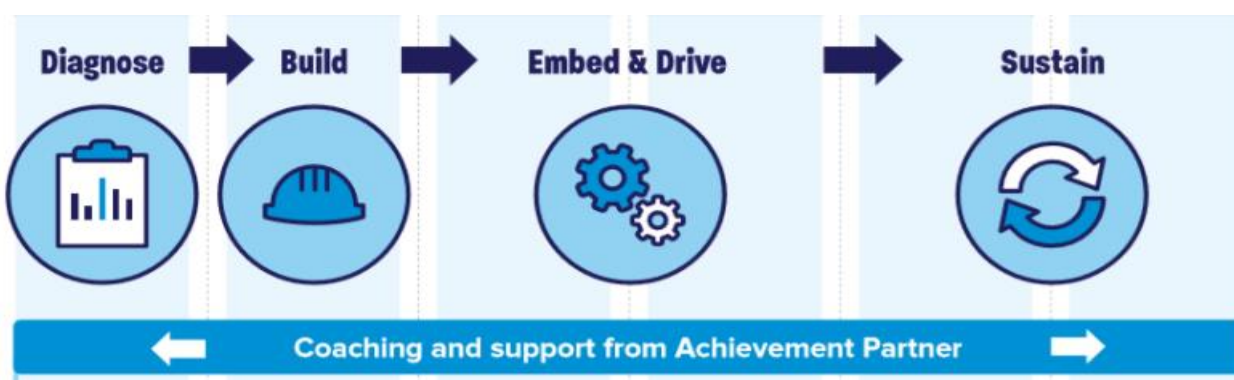 Diagnose Build Embed & Drive Sustain
Coaching and support from Achievement Partner